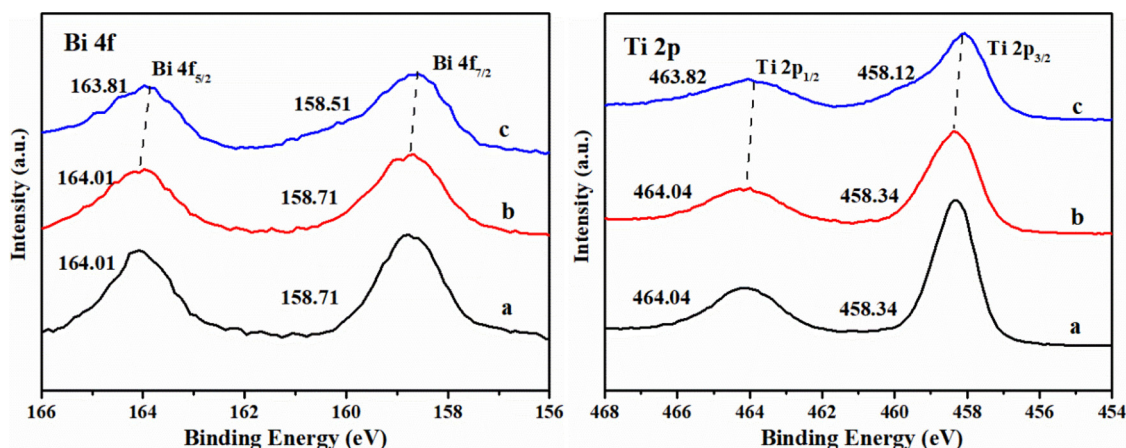 Bi 4f
Bi 4f5/2
Bi 4f7/2
163.81
158.51
c
164.01
158.71
b
164.01
158.71
a
Intensity (a.u.)
166 164 162 160 158 156
Binding Energy (eV)
Ti 2p
Ti 2p1/2
Ti 2p3/2
463.82
458.12
c
464.04
458.34
b
464.04
458.34
a
Intensity (a.u.)
468 466 464 462 460 458 456 454
Binding Energy (eV)